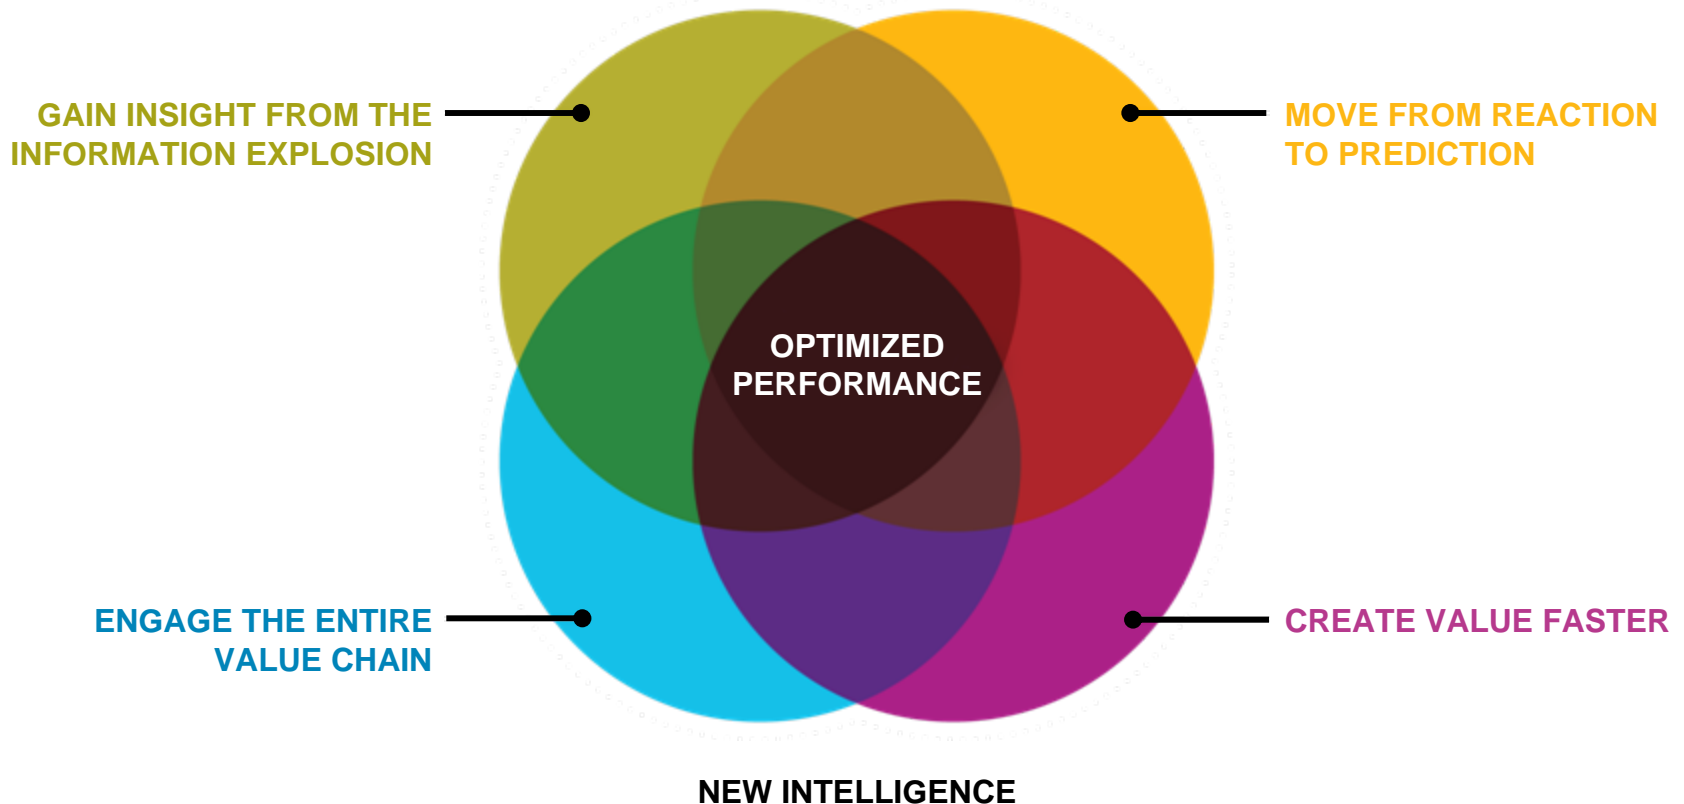 GAIN INSIGHT FROM THE
INFORMATION EXPLOSION
MOVE FROM REACTION
TO PREDICTION
OPTIMIZED
PERFORMANCE
ENGAGE THE ENTIRE
VALUE CHAIN
CREATE VALUE FASTER
NEW INTELLIGENCE